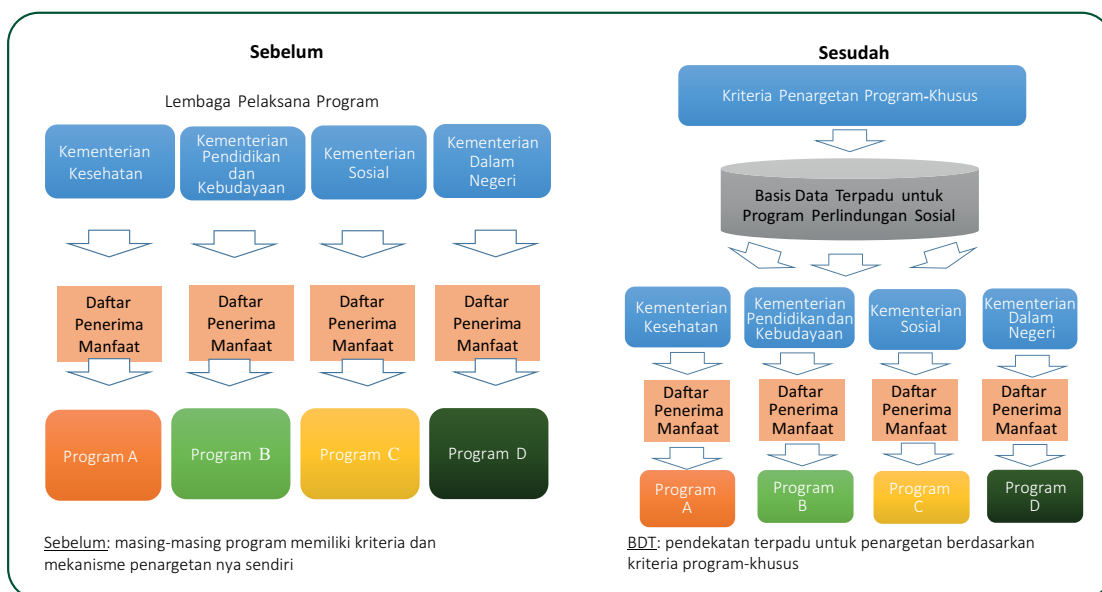 Sebelum
Lembaga Pelaksana Program
Kementerian
Kesehatan
Kementerian
Pendidikan
dan
Kebudayaan
Kementerian
Sosial
Kementerian
Dalam
Negeri
Daftar
Penerima
Manfaat
Daftar
Penerima
Manfaat
Daftar
Penerima
Manfaat
Daftar
Penerima
Manfaat
Program A
Program B
Program C
Program D
Sebelum: masing-masing program memiliki kriteria dan
mekanisme penargetan nya sendiri
Sesudah
Kriteria Penargetan Program-Khusus
Basis Data Terpadu untuk
Program Perlindungan Sosial
Kementerian
Kesehatan
Kementerian
Pendidikan dan
Kebudayaan
Kementerian
Sosial
Kementerian
Dalam
Negeri
Daftar
Penerima
Manfaat
Daftar
Penerima
Manfaat
Daftar
Penerima
Manfaat
Daftar
Penerima
Manfaat
Program
A
Program
B
Program
C
Program
D
BDT: pendekatan terpadu untuk penargetan berdasarkan
kriteria program-khusus